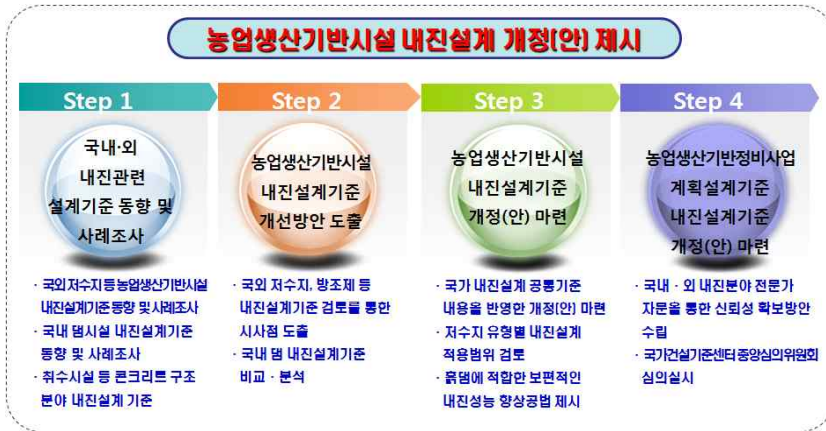 농업생산기반시설 내진설계 개정(안) 제시
Step 1
국내·외
내진관련
설계기준 동향 및
사례조사
· 국외 저수지 등 농업생산기반시설
내진설계기준 동향 및 사례조사
· 국내 댐시설 내진설계기준
동향 및 사례조사
· 취수시설 등 콘크리트 구조
분야 내진설계 기준
Step 2
농업생산기반시설
내진설계기준
개선방안 도출
· 국외 저수지, 방조제 등
내진설계기준 검토를 통한
시사점 도출
· 국내 댐 내진설계기준
비교 · 분석
Step 3
농업생산기반시설
내진설계기준
개정(안) 마련
· 국가 내진설계 공통기준
내용을 반영한 개정(안) 마련
· 저수지 유형별 내진설계
적용범위 검토
· 흙댐에 적합한 보편적인
내진성능 향상공법 제시
Step 4
농업생산기반정비사업
계획설계기준
내진설계기준
개정(안) 마련
· 국내 · 외 내진분야 전문가
자문을 통한 신뢰성 확보방안
수립
· 국가건설기준센터 중앙심의위원회
심의실시